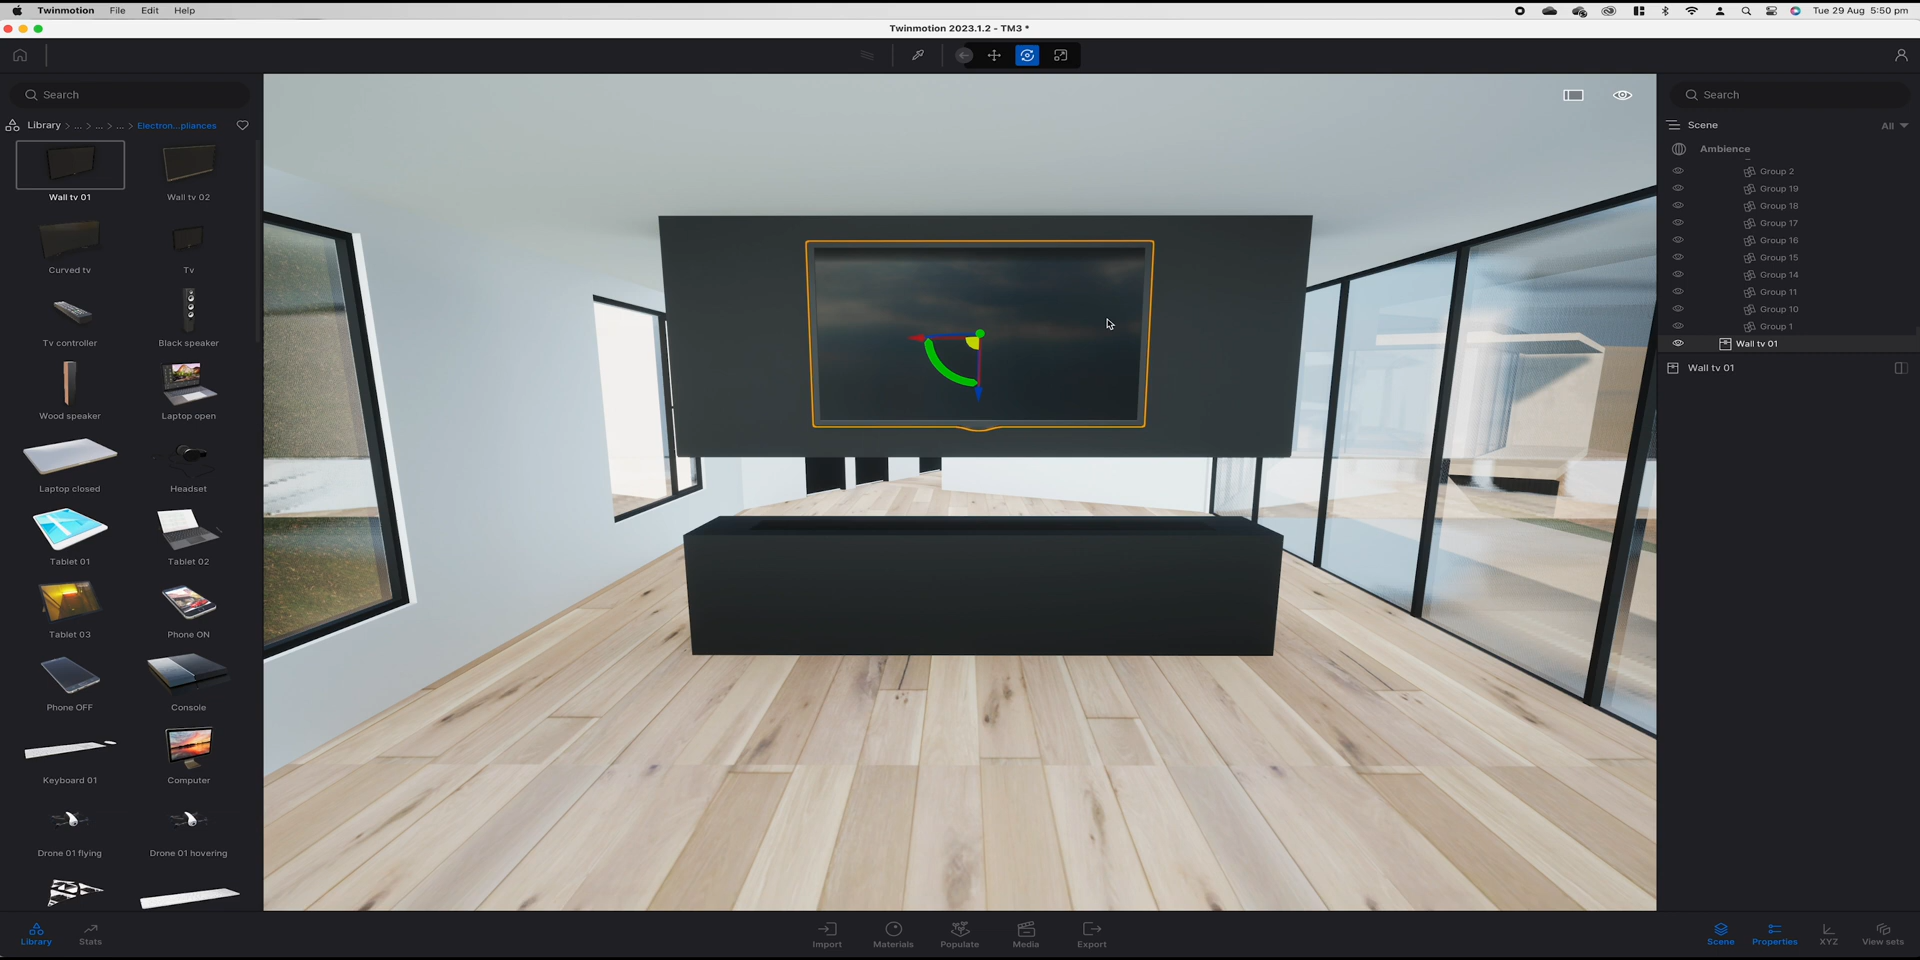 Twinmotion File Edit Help
Tue 29 Aug 5:50 pm
Twinmotion 2023.1.2 - TM3 *
Search
Library > ... > ... > ... > Electron...pliances
Wall tv 01
Wall tv 02
Curved tv
Tv
Tv controller
Black speaker
Wood speaker
Laptop open
Laptop closed
Headset
Tablet 01
Tablet 02
Tablet 03
Phone ON
Phone OFF
Console
Keyboard 01
Computer
Drone 01 flying
Drone 01 hovering
Search
Scene
All
Ambience
Group 2
Group 19
Group 18
Group 17
Group 16
Group 15
Group 14
Group 11
Group 10
Group 1
Wall tv 01
Wall tv 01
Library
Stats
Import
Materials
Populate
Media
Export
Scene
Properties
XYZ
View sets